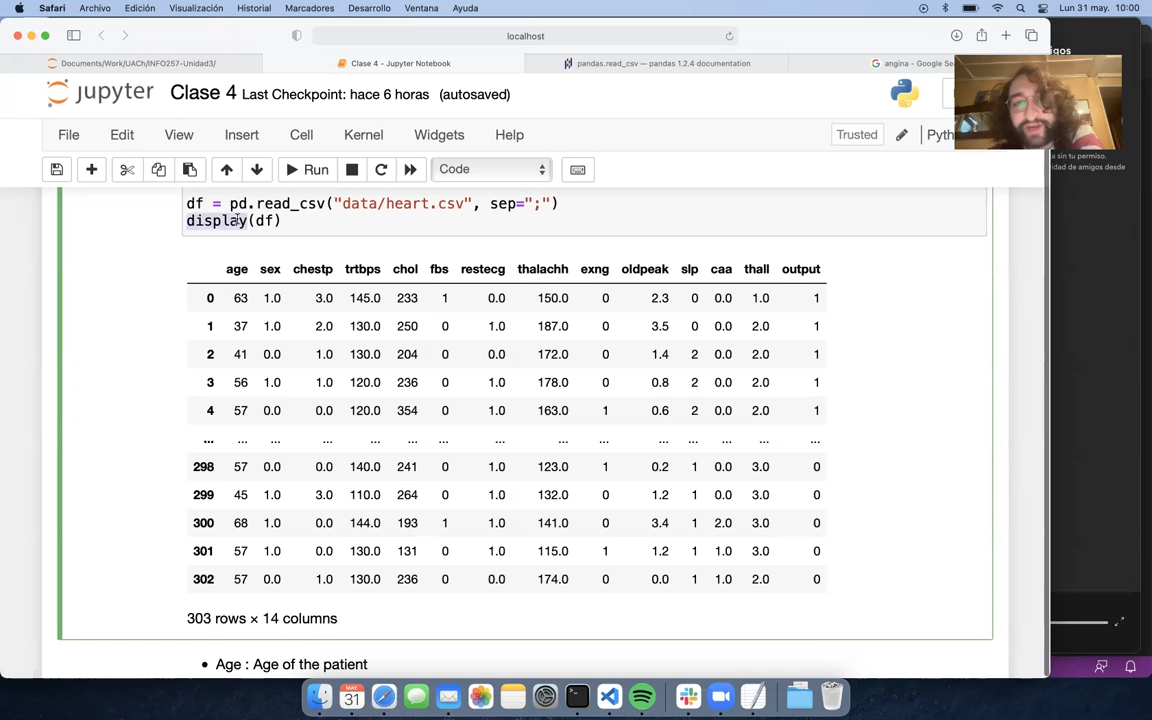 Safari Archivo Edición Visualización Historial Marcadores Desarrollo Ventana Ayuda Lun 31 may. 10:00
localhost
Documents/Work/UACh/INFO257-Unidad3/ Clase 4 - Jupyter Notebook pandas.read_csv — pandas 1.2.4 documentation angina - Google Se
jupyter Clase 4 Last Checkpoint: hace 6 horas (autosaved)
File Edit View Insert Cell Kernel Widgets Help Trusted Pyth
a sin tu permiso.
idad de amigos desde
Run Code
df = pd.read_csv("data/heart.csv", sep=";")
display(df)
age sex chestp trtbps chol fbs restecg thalachh exng oldpeak slp caa thall output
0 63 1.0 3.0 145.0 233 1 0.0 150.0 0 2.3 0 0.0 1.0 1
1 37 1.0 2.0 130.0 250 0 1.0 187.0 0 3.5 0 0.0 2.0 1
2 41 0.0 1.0 130.0 204 0 0.0 172.0 0 1.4 2 0.0 2.0 1
3 56 1.0 1.0 120.0 236 0 1.0 178.0 0 0.8 2 0.0 2.0 1
4 57 0.0 0.0 120.0 354 0 1.0 163.0 1 0.6 2 0.0 2.0 1
... ... ... ... ... ... ... ... ... ... ... ... ... ... ...
298 57 0.0 0.0 140.0 241 0 1.0 123.0 1 0.2 1 0.0 3.0 0
299 45 1.0 3.0 110.0 264 0 1.0 132.0 0 1.2 1 0.0 3.0 0
300 68 1.0 0.0 144.0 193 1 1.0 141.0 0 3.4 1 2.0 3.0 0
301 57 1.0 0.0 130.0 131 0 1.0 115.0 1 1.2 1 1.0 3.0 0
302 57 0.0 1.0 130.0 236 0 0.0 174.0 0 0.0 1 1.0 2.0 0
303 rows × 14 columns
• Age : Age of the patient
MAY. 31